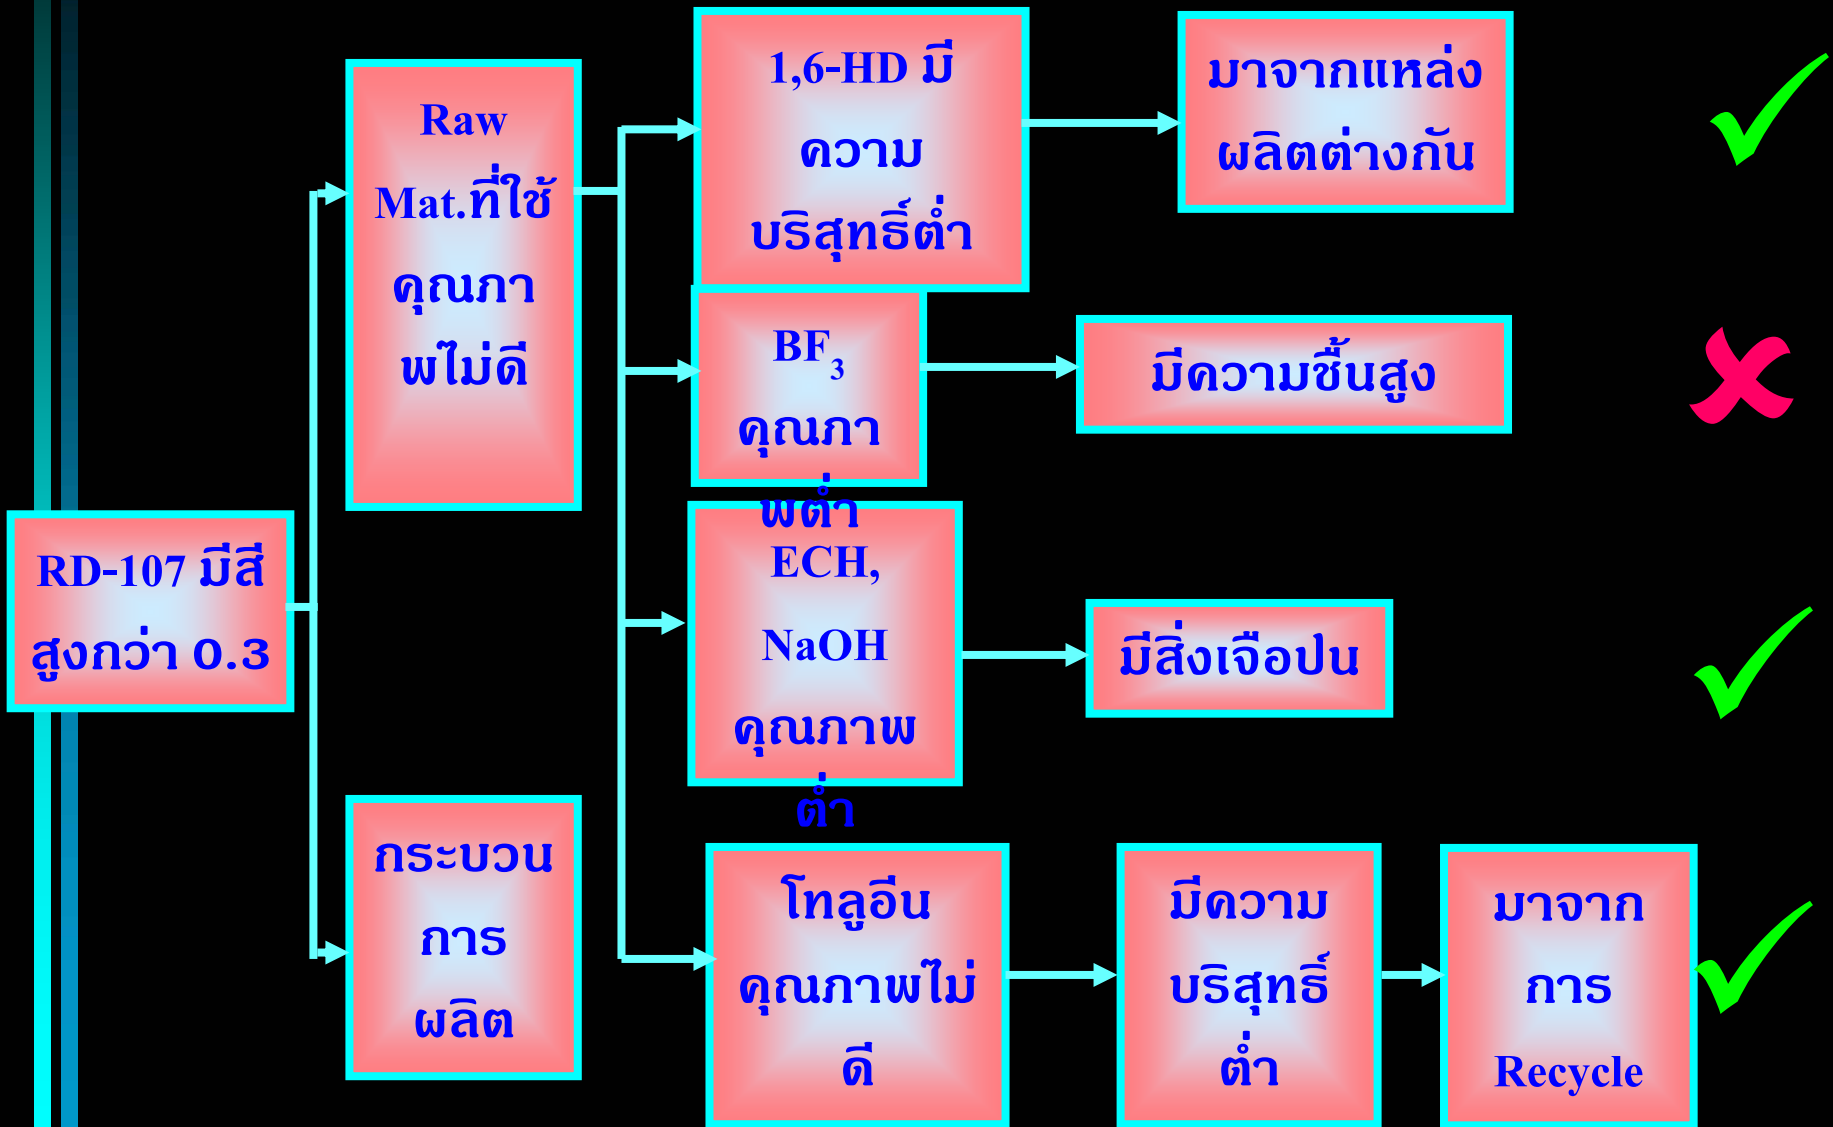 RD-107 มีสี
สูงกว่า 0.3
Raw
Mat.ที่ใช้
คุณภา
พไม่ดี
กระบวน
การ
ผลิต
1,6-HD มี
ความ
บริสุทธิ์ต่ำ
มาจากแหล่ง
ผลิตต่างกัน
BF₃
คุณภา
พต่ำ
มีความชื้นสูง
ECH,
NaOH
คุณภาพ
ต่ำ
มีสิ่งเจือปน
โทลูอีน
คุณภาพไม่
ดี
มีความ
บริสุทธิ์
ต่ำ
มาจาก
การ
Recycle